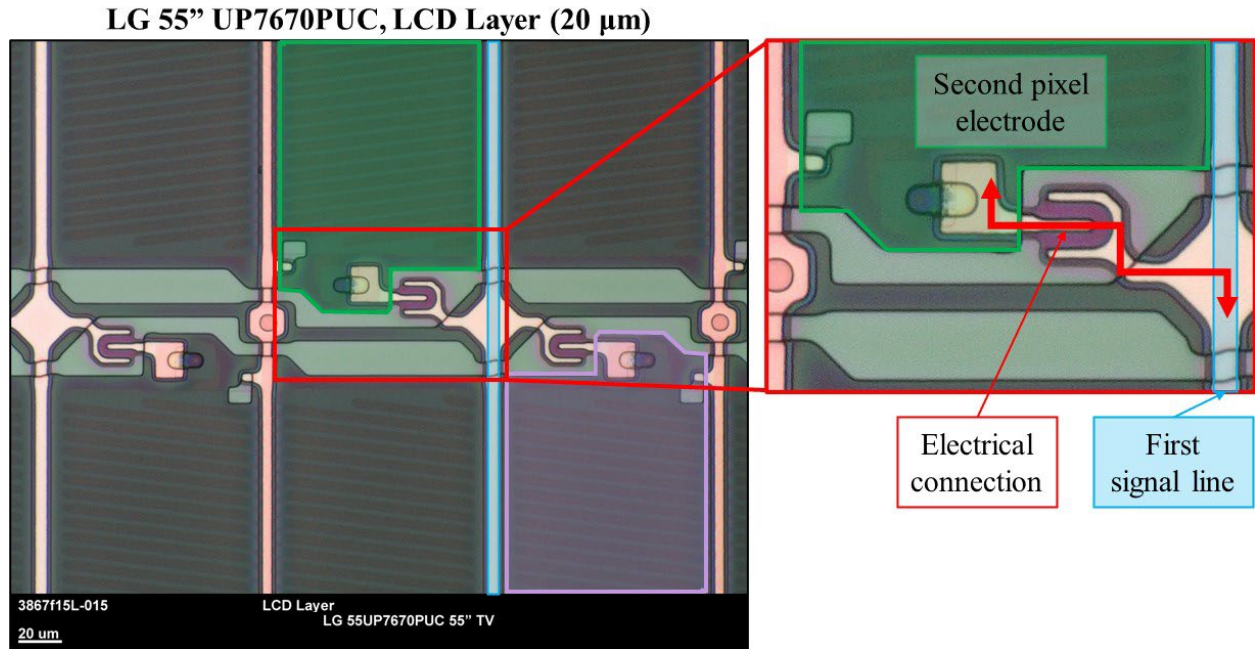 LG 55” UP7670PUC, LCD Layer (20 μm)
Second pixel
electrode
Electrical
connection
First
signal line
3867f15L-015
LCD Layer
LG 55UP7670PUC 55” TV
20 um